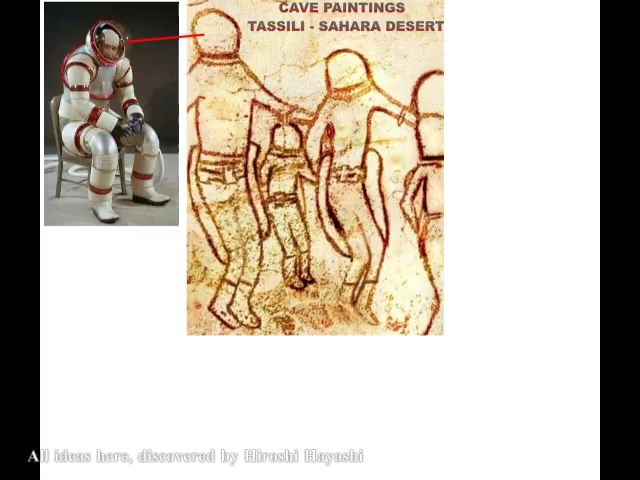 CAVE PAINTINGS
TASSILI - SAHARA DESERT
All ideas here, discovered by Hiroshi Hayashi